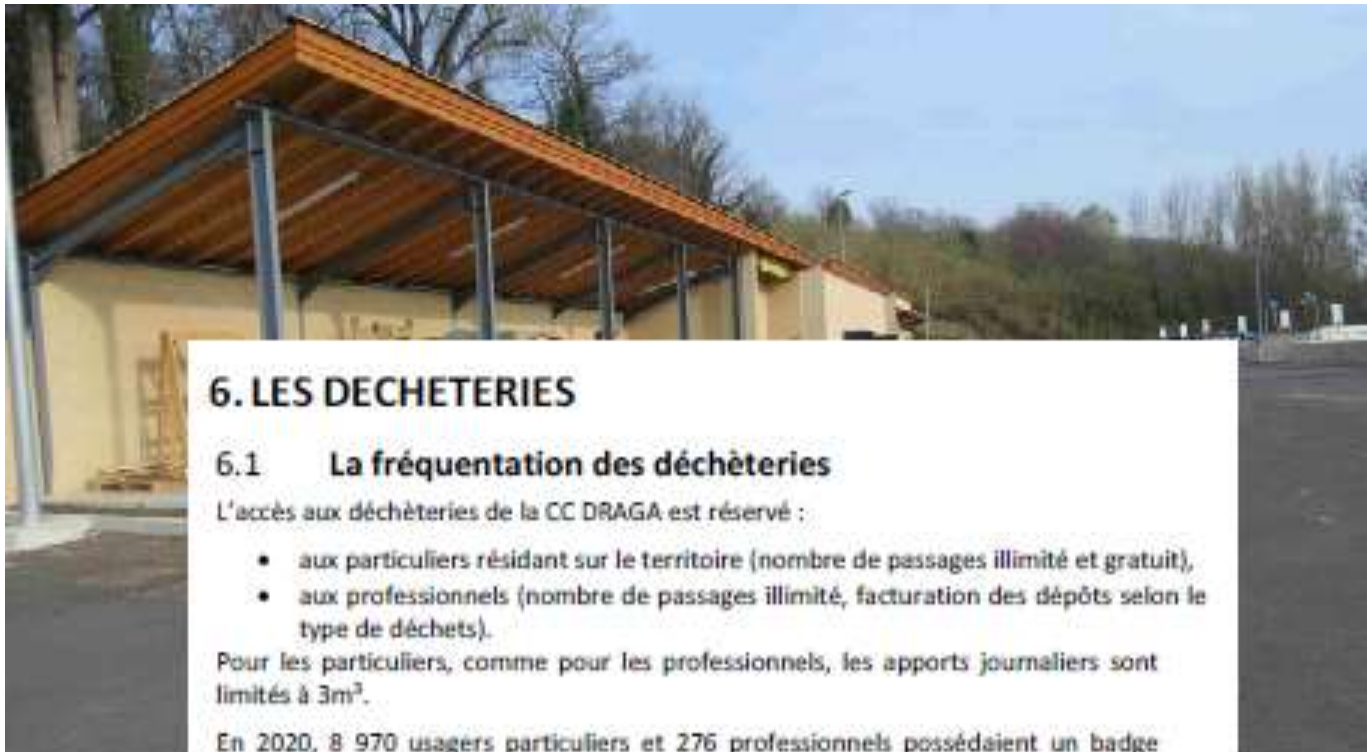 6. LES DECHETERIES
6.1 La fréquentation des déchèteries
L'accès aux déchèteries de la CC DRAGA est réservé :
• aux particuliers résidant sur le territoire (nombre de passages illimité et gratuit),
• aux professionnels (nombre de passages illimité, facturation des dépôts selon le
type de déchets).
Pour les particuliers, comme pour les professionnels, les apports journaliers sont
limités à 3m³.
En 2020, 8 970 usagers particuliers et 276 professionnels possédaient un badge